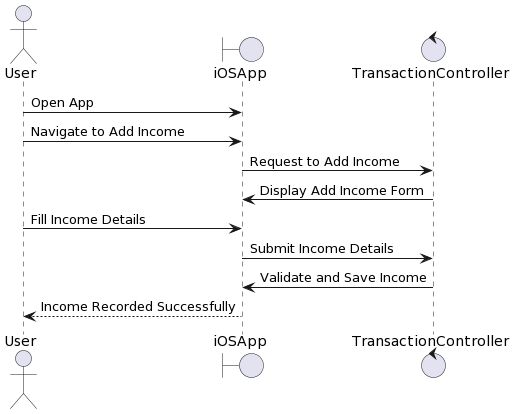 User
iOSApp
TransactionController
Open App
Navigate to Add Income
Request to Add Income
Display Add Income Form
Fill Income Details
Submit Income Details
Validate and Save Income
Income Recorded Successfully
User
iOSApp
TransactionController